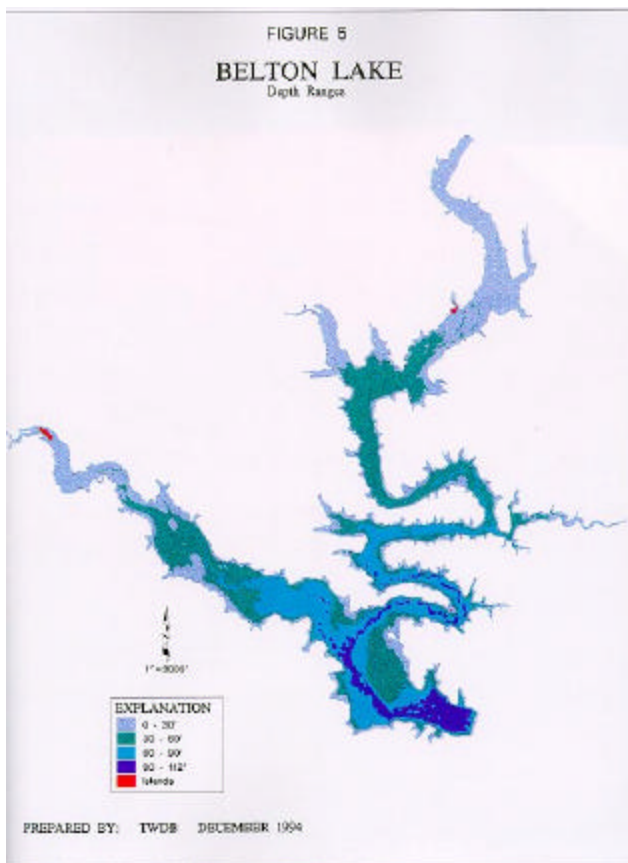 FIGURE 5
BELTON LAKE
Depth Ranges
EXPLANATION
0 - 30'
30 - 60'
60 - 90'
90 - 112'
Islands
PREPARED BY: TWDB DECEMBER 1994